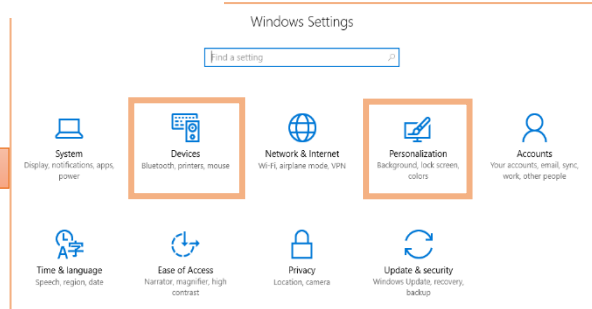 Windows Settings
Find a setting
System
Display, notifications, apps,
power
Devices
Bluetooth, printers, mouse
Network & Internet
Wi-Fi, airplane mode, VPN
Personalization
Background, lock screen,
colors
Accounts
Your accounts, email, sync,
work, other people
Time & language
Speech, region, date
Ease of Access
Narrator, magnifier, high
contrast
Privacy
Location, camera
Update & security
Windows Update, recovery,
backup